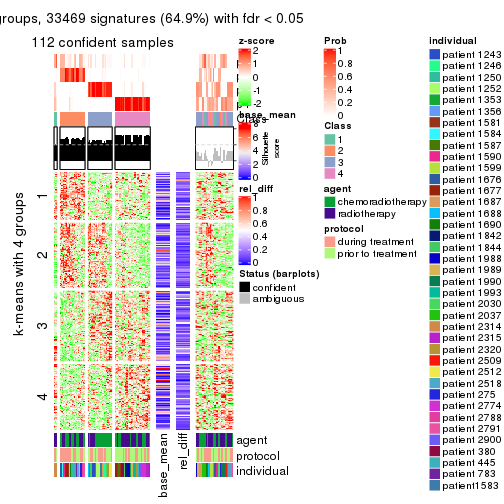 groups, 33469 signatures (64.9%) with fdr < 0.05
112 confident samples
k-means with 4 groups
1
2
3
4
agent
protocol
individual
base_mean
rel_diff
z-score
2
1
0
-1
-2
base_mean
8
6
4
2
0
Silhouette
score
rel_diff
1
0.8
0.6
0.4
0.2
0
Status (barplots)
confident
ambiguous
Prob
1
0.8
0.6
0.4
0.2
0
Class
1
2
3
4
agent
chemoradiotherapy
radiotherapy
protocol
during treatment
prior to treatment
individual
patient 1243
patient 1246
patient 1250
patient 1252
patient 1353
patient 1356
patient 1581
patient 1584
patient 1587
patient 1590
patient 1599
patient 1676
patient 1677
patient 1687
patient 1688
patient 1690
patient 1842
patient 1844
patient 1988
patient 1989
patient 1990
patient 1993
patient 2030
patient 2037
patient 2314
patient 2315
patient 2320
patient 2509
patient 2512
patient 2518
patient 275
patient 2774
patient 2788
patient 2791
patient 2900
patient 380
patient 445
patient 783
patient1583